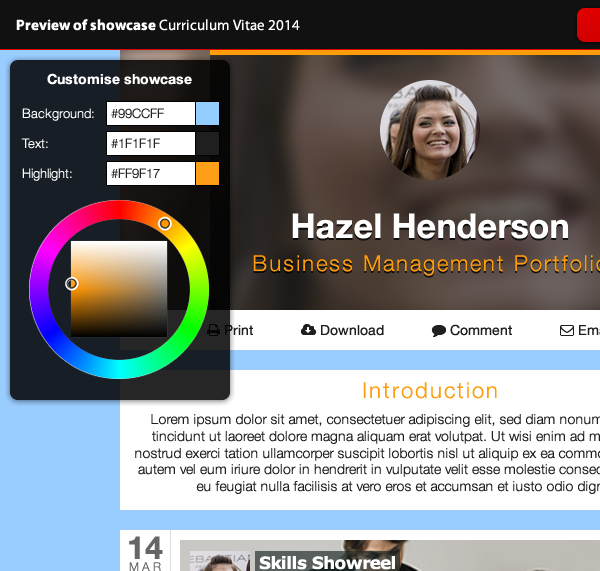 Preview of showcase Curriculum Vitae 2014
Customise showcase
Background: #99CCFF
Text: #1F1F1F
Highlight: #FF9F17
Hazel Henderson
Business Management Portfolio
Print Download Comment Ema
Introduction
Lorem ipsum dolor sit amet, consectetuer adipiscing elit, sed diam nonum
tincidunt ut laoreet dolore magna aliquam erat volutpat. Ut wisi enim ad m
nostrud exerci tation ullamcorper suscipit lobortis nisl ut aliquip ex ea commo
autem vel eum iriure dolor in hendrerit in vulputate velit esse molestie conseq
eu feugiat nulla facilisis at vero eros et accumsan et iusto odio dign
14
MAR
Skills Showreel